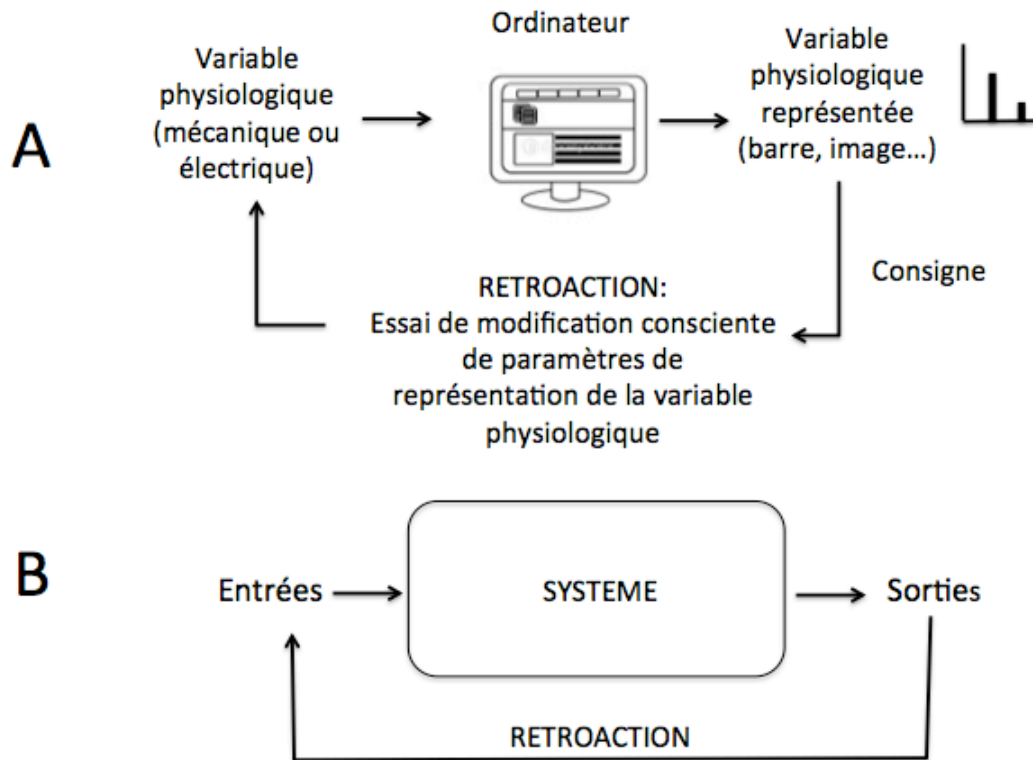 A
Variable
physiologique
(mécanique ou
électrique)
Ordinateur
Variable
physiologique
représentée
(barre, image...)
Consigne
RETROACTION:
Essai de modification consciente
de paramètres de
représentation de la variable
physiologique
B
Entrées
SYSTEME
Sorties
RETROACTION